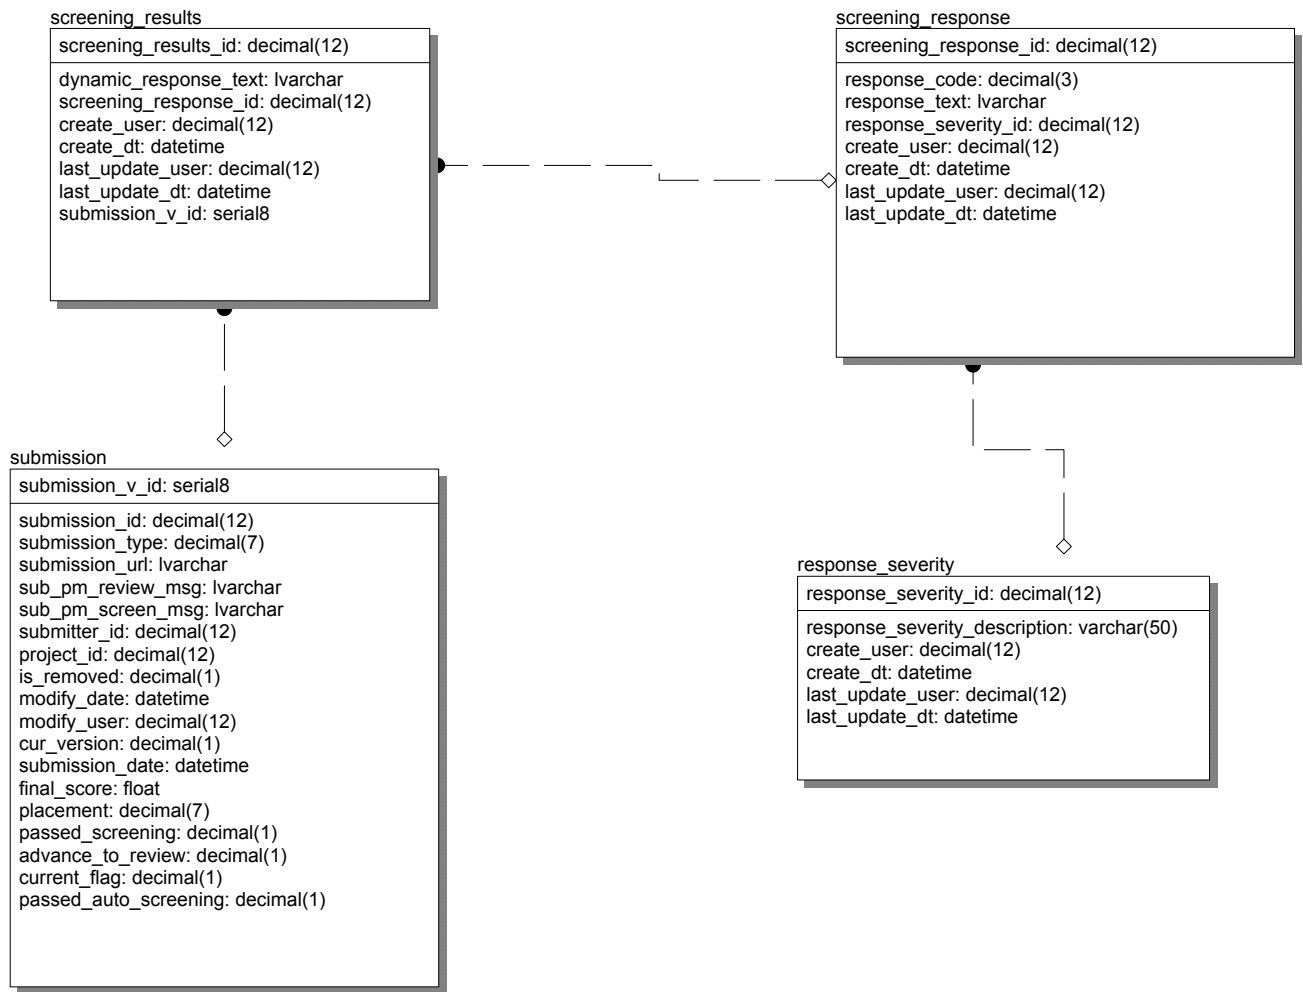 screening_results
screening_results_id: decimal(12)
dynamic_response_text: lvarchar
screening_response_id: decimal(12)
create_user: decimal(12)
create_dt: datetime
last_update_user: decimal(12)
last_update_dt: datetime
submission_v_id: serial8
screening_response
screening_response_id: decimal(12)
response_code: decimal(3)
response_text: lvarchar
response_severity_id: decimal(12)
create_user: decimal(12)
create_dt: datetime
last_update_user: decimal(12)
last_update_dt: datetime
submission
submission_v_id: serial8
submission_id: decimal(12)
submission_type: decimal(7)
submission_url: lvarchar
sub_pm_review_msg: lvarchar
sub_pm_screen_msg: lvarchar
submitter_id: decimal(12)
project_id: decimal(12)
is_removed: decimal(1)
modify_date: datetime
modify_user: decimal(12)
cur_version: decimal(1)
submission_date: datetime
final_score: float
placement: decimal(7)
passed_screening: decimal(1)
advance_to_review: decimal(1)
current_flag: decimal(1)
passed_auto_screening: decimal(1)
response_severity
response_severity_id: decimal(12)
response_severity_description: varchar(50)
create_user: decimal(12)
create_dt: datetime
last_update_user: decimal(12)
last_update_dt: datetime